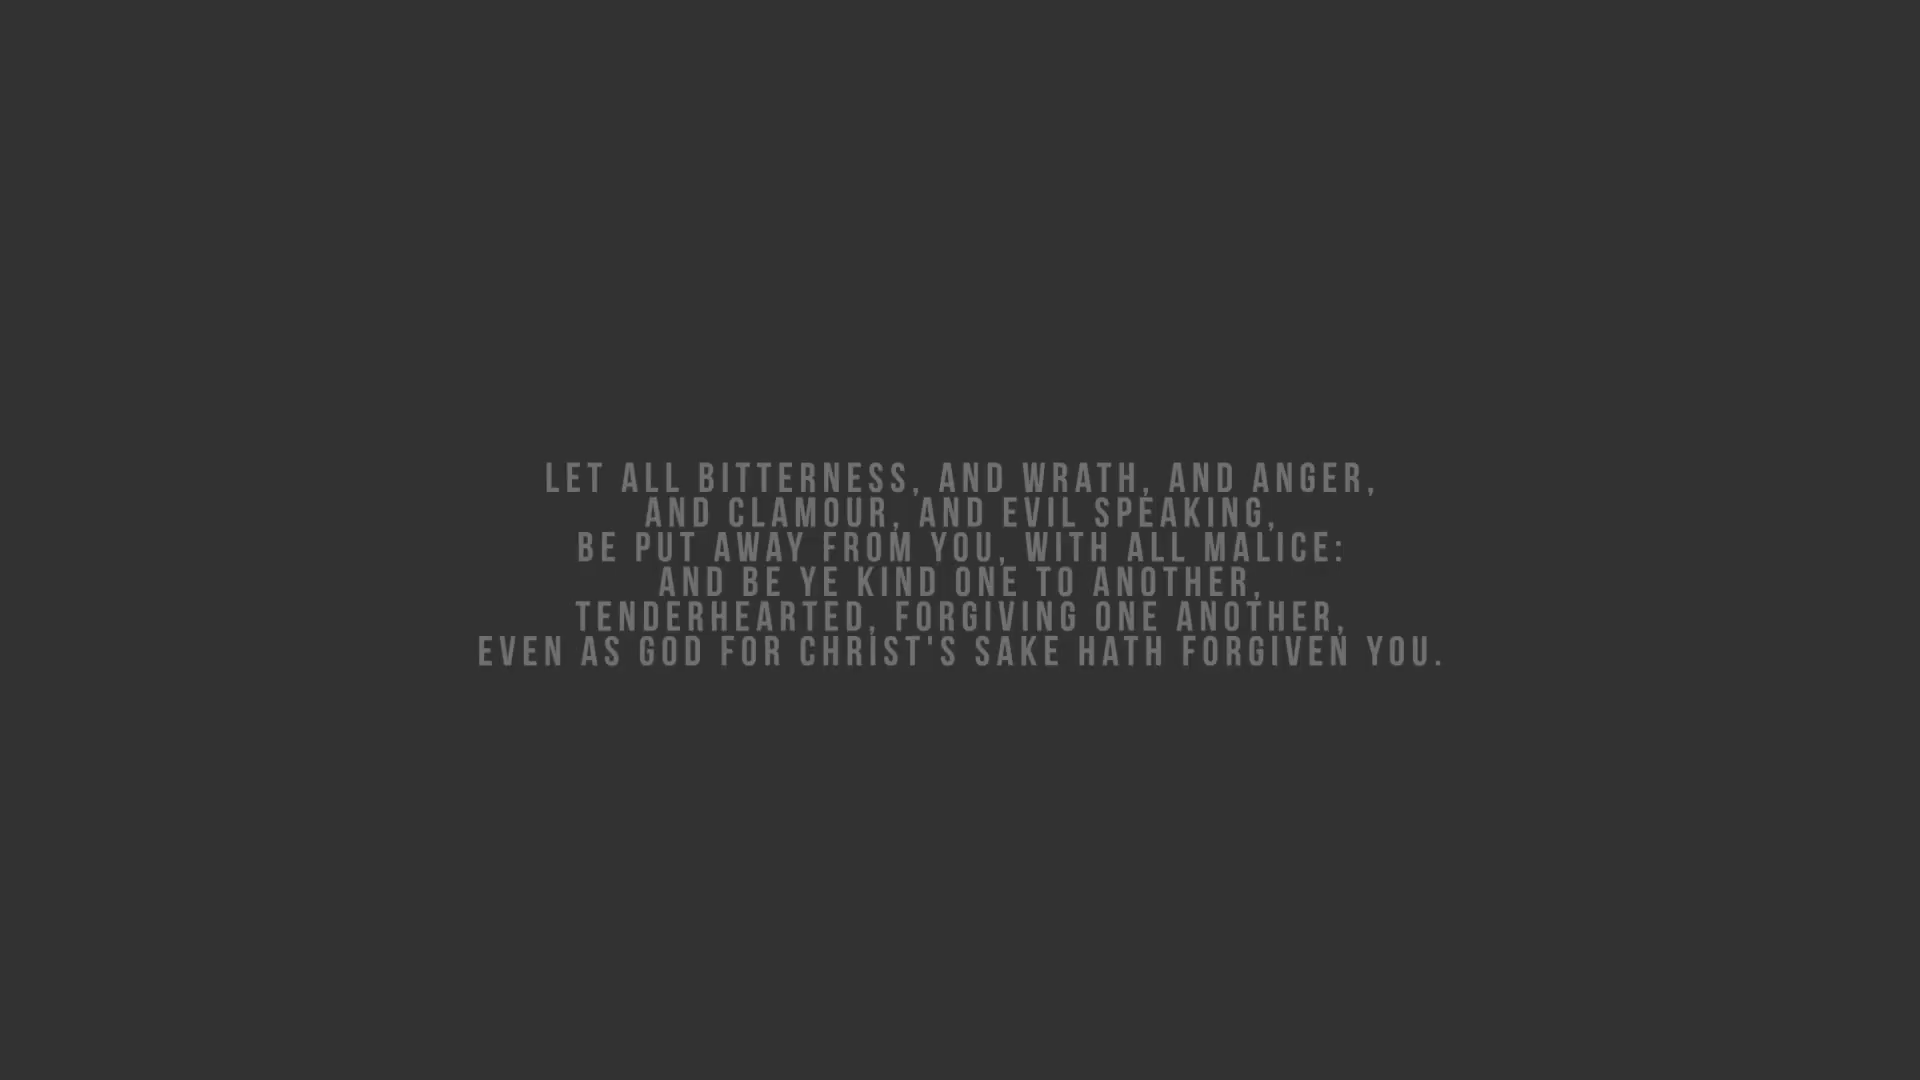 LET ALL BITTERNESS, AND WRATH, AND ANGER,
AND CLAMOUR, AND EVIL SPEAKING,
BE PUT AWAY FROM YOU, WITH ALL MALICE:
AND BE YE KIND ONE TO ANOTHER,
TENDERHEARTED, FORGIVING ONE ANOTHER,
EVEN AS GOD FOR CHRIST'S SAKE HATH FORGIVEN YOU.